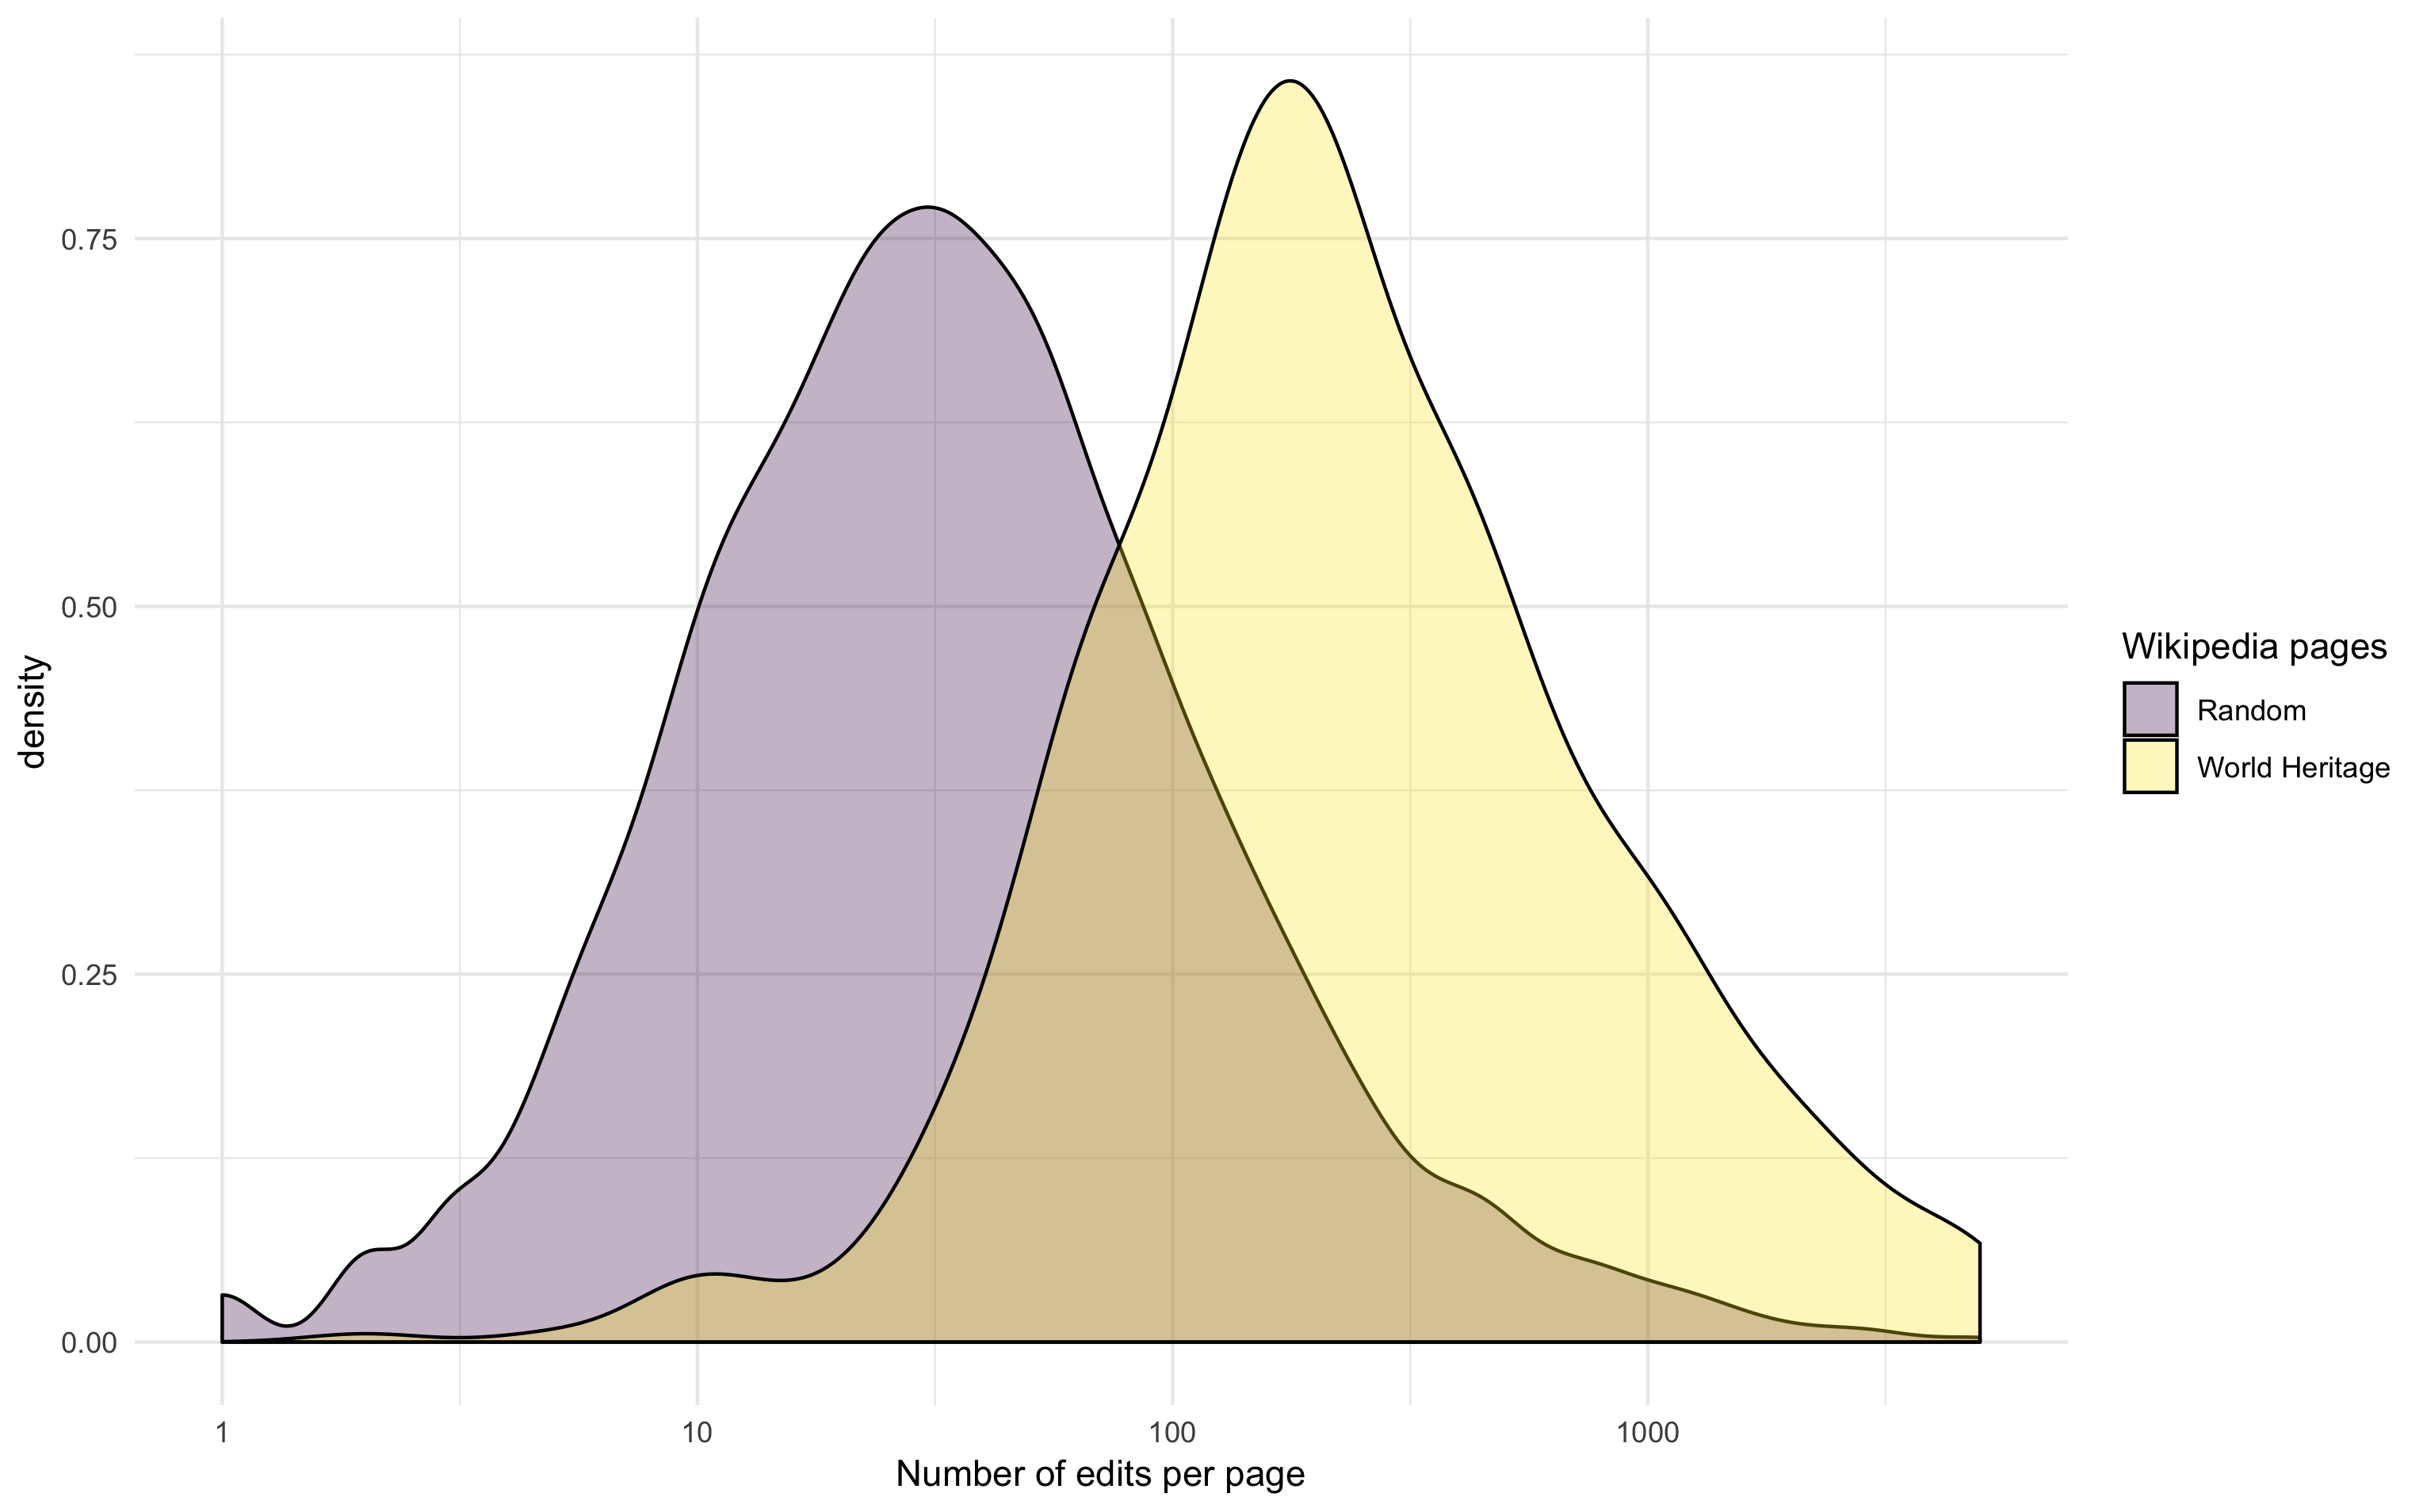 0.75
0.50
0.25
0.00
density
1 10 100 1000
Number of edits per page
Wikipedia pages
Random
World Heritage